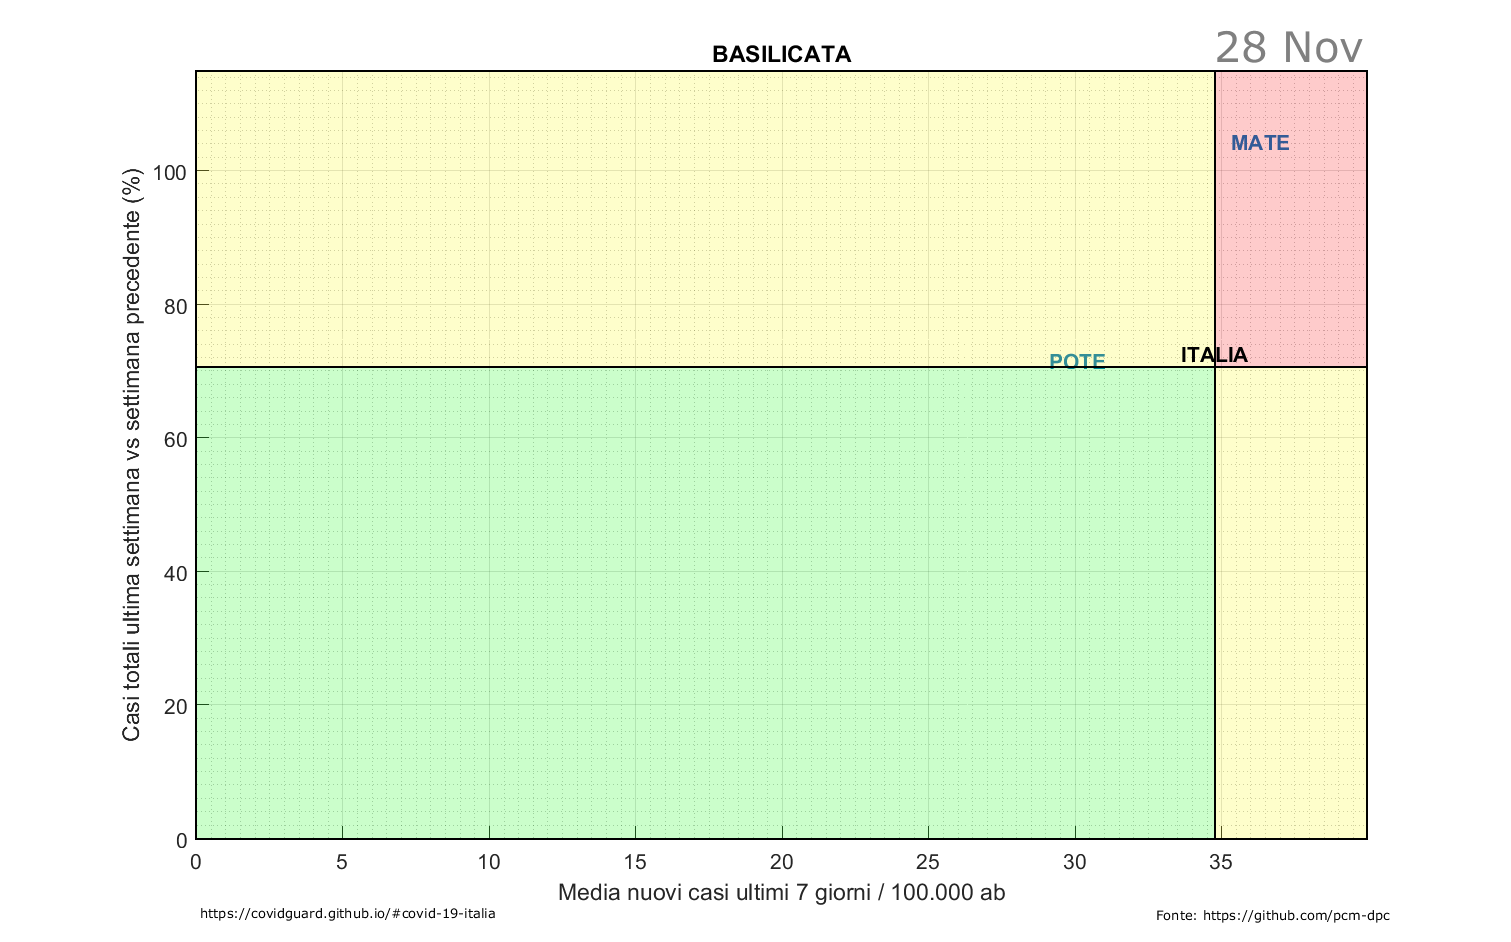 28 Nov
BASILICATA
MATE
ITALIA
POTE
Casi totali ultima settimana vs settimana precedente (%)
100
80
60
40
20
0
0 5 10 15 20 25 30 35
Media nuovi casi ultimi 7 giorni / 100.000 ab
https://covidguard.github.io/#covid-19-italia
Fonte: https://github.com/pcm-dpc